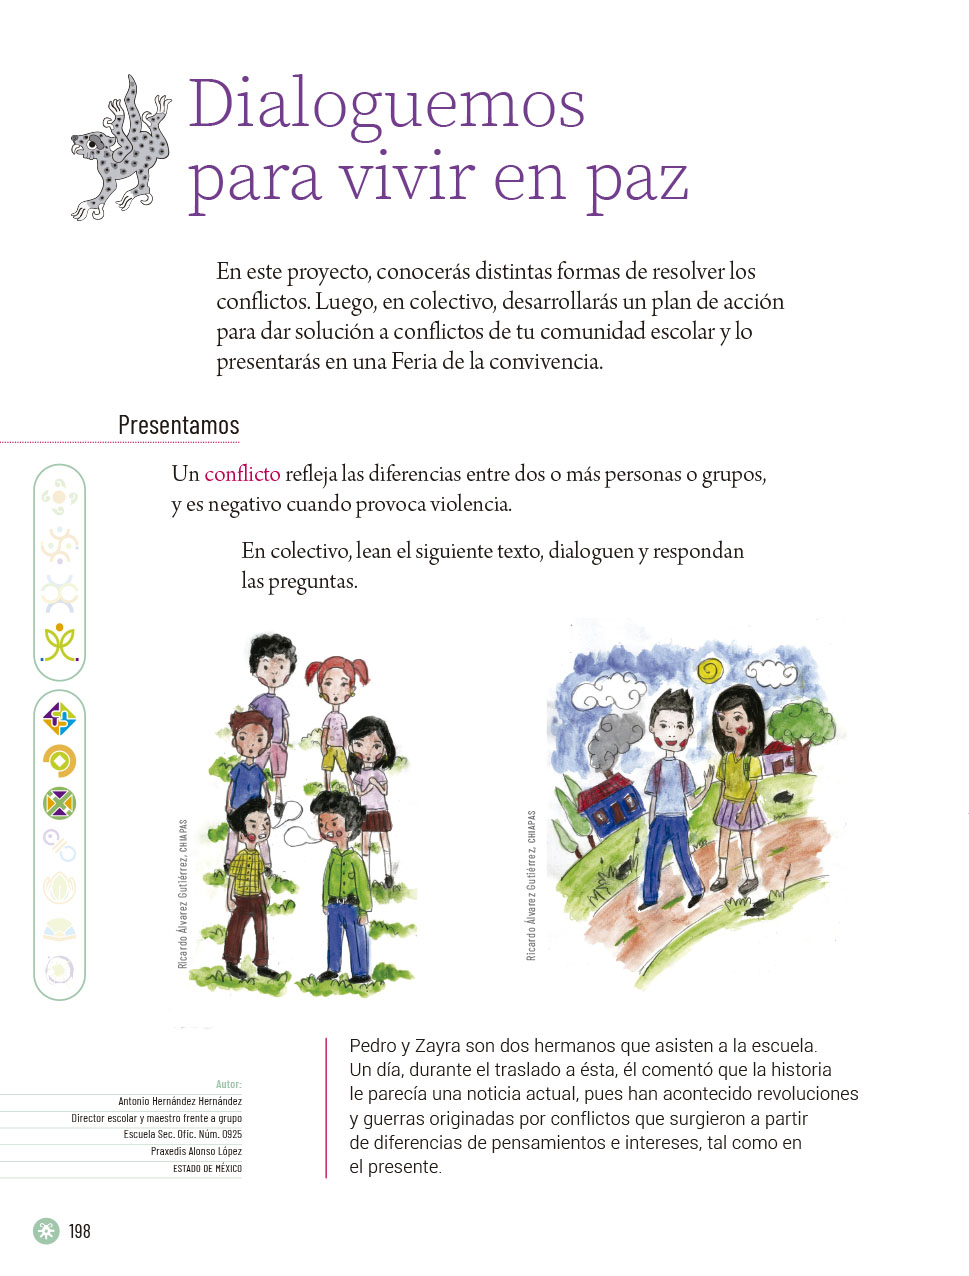 Dialoguemos
para vivir en paz
En este proyecto, conocerás distintas formas de resolver los
conflictos. Luego, en colectivo, desarrollarás un plan de acción
para dar solución a conflictos de tu comunidad escolar y lo
presentarás en una Feria de la convivencia.
Presentamos
Un conflicto refleja las diferencias entre dos o más personas o grupos,
y es negativo cuando provoca violencia.
En colectivo, lean el siguiente texto, dialoguen y respondan
las preguntas.
Ricardo Álvarez Gutiérrez, CHIAPAS
Ricardo Álvarez Gutiérrez, CHIAPAS
Pedro y Zayra son dos hermanos que asisten a la escuela.
Un día, durante el traslado a ésta, él comentó que la historia
le parecía una noticia actual, pues han acontecido revoluciones
y guerras originadas por conflictos que surgieron a partir
de diferencias de pensamientos e intereses, tal como en
el presente.
Autor:
Antonio Hernández Hernández
Director escolar y maestro frente a grupo
Escuela Sec. Ofic. Núm. 0925
Praxedis Alonso López
ESTADO DE MÉXICO
198